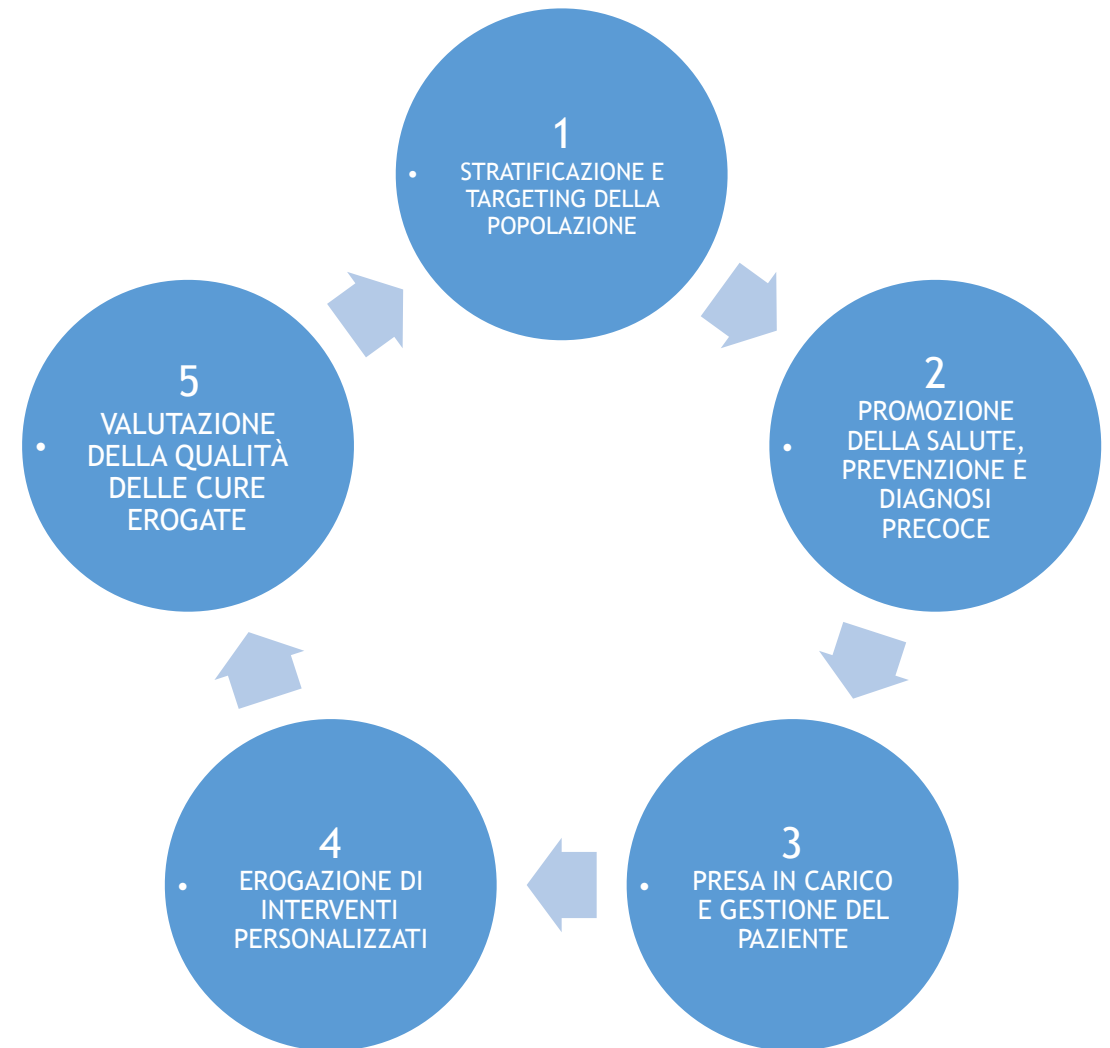 1
STRATIFICAZIONE E
TARGETING DELLA
POPOLAZIONE
2
PROMOZIONE
DELLA SALUTE,
PREVENZIONE E
DIAGNOSI
PRECOCE
3
PRESA IN CARICO
E GESTIONE DEL
PAZIENTE
4
EROGAZIONE DI
INTERVENTI
PERSONALIZZATI
5
VALUTAZIONE
DELLA QUALITÀ
DELLE CURE
EROGATE